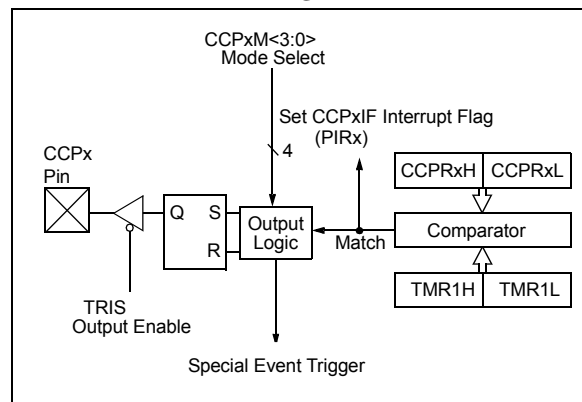 CCPxM<3:0>
Mode Select
Set CCPxIF Interrupt Flag
(PIRx)
4
CCPx
Pin
CCPRxH CCPRxL
Q S
Output
Logic
R
Match
Comparator
TMR1H TMR1L
TRIS
Output Enable
Special Event Trigger